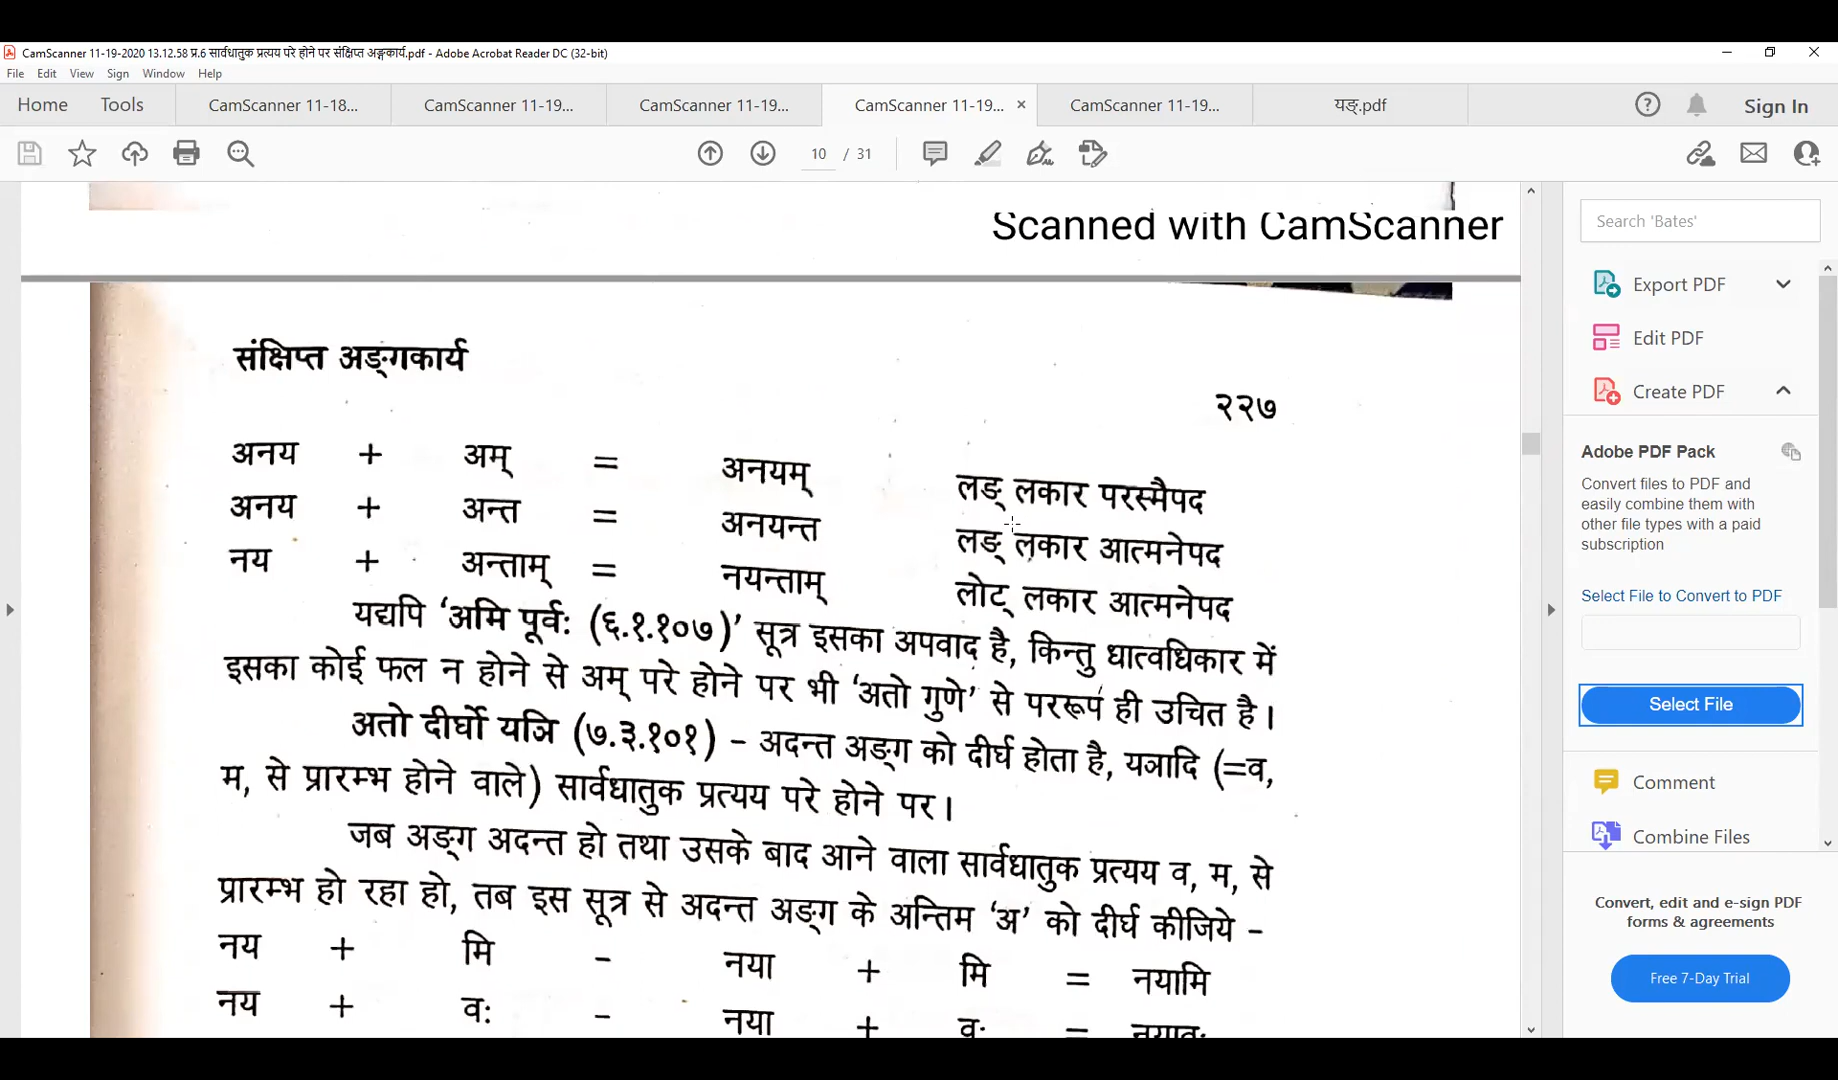 CamScanner 11-19-2020 13.12.58 प्र.6 सार्वधातुक प्रत्यय परे होने पर संक्षिप्त अङ्गकार्य.pdf - Adobe Acrobat Reader DC (32-bit)
File Edit View Sign Window Help
Home Tools CamScanner 11-18... CamScanner 11-19... CamScanner 11-19... CamScanner 11-19... × CamScanner 11-19... यङ्.pdf Sign In
10 / 31
Scanned with CamScanner
संक्षिप्त अङ्गकार्य
२२७
अनय + अम् = अनयम् लङ् लकार परस्मैपद
अनय + अन्त = अनयन्त लङ् लकार आत्मनेपद
नय + अन्ताम् = नयन्ताम् लोट् लकार आत्मनेपद
यद्यपि ‘अमि पूर्वः (६.१.१०७)’ सूत्र इसका अपवाद है, किन्तु धात्वधिकार में
इसका कोई फल न होने से अम् परे होने पर भी ‘अतो गुणे’ से पररूप ही उचित है।
अतो दीर्घो यञि (७.३.१०१) - अदन्त अङ्ग को दीर्घ होता है, यञादि (=व,
म, से प्रारम्भ होने वाले) सार्वधातुक प्रत्यय परे होने पर।
जब अङ्ग अदन्त हो तथा उसके बाद आने वाला सार्वधातुक प्रत्यय व, म, से
प्रारम्भ हो रहा हो, तब इस सूत्र से अदन्त अङ्ग के अन्तिम ‘अ’ को दीर्घ कीजिये -
नय + मि - नया + मि = नयामि
नय + वः - नया + वः = नयावः
Search 'Bates'
Export PDF
Edit PDF
Create PDF
Adobe PDF Pack
Convert files to PDF and
easily combine them with
other file types with a paid
subscription
Select File to Convert to PDF
Select File
Comment
Combine Files
Convert, edit and e-sign PDF
forms & agreements
Free 7-Day Trial